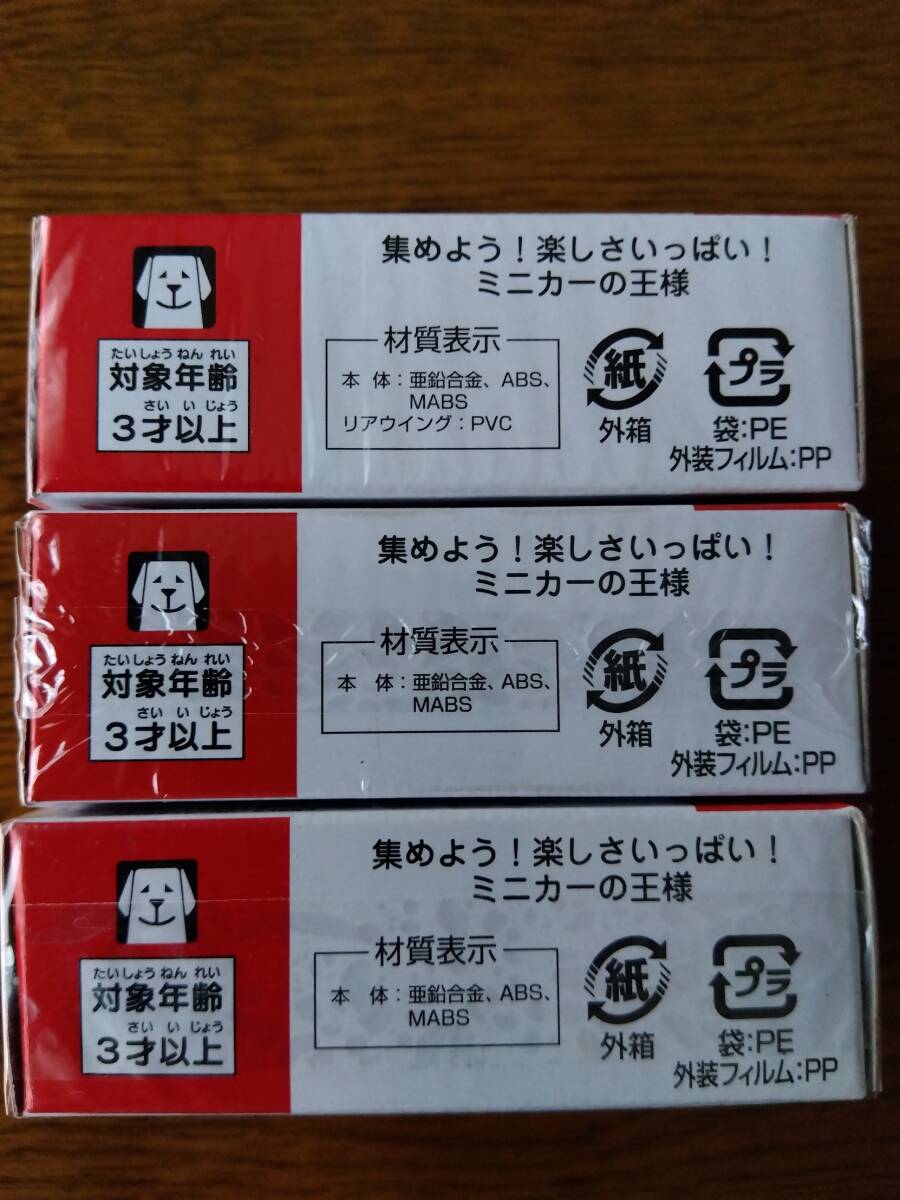 集めよう！楽しさいっぱい！
ミニカーの王様
たいしょうねんれい
対象年齢
さいいじょう
3才以上
材質表示
本　体：亜鉛合金、ABS、
MABS
リアウイング：PVC
紙
外箱
プラ
袋:PE
外装フィルム:PP
集めよう！楽しさいっぱい！
ミニカーの王様
たいしょうねんれい
対象年齢
さいいじょう
3才以上
材質表示
本　体：亜鉛合金、ABS、
MABS
紙
外箱
プラ
袋:PE
外装フィルム:PP
集めよう！楽しさいっぱい！
ミニカーの王様
たいしょうねんれい
対象年齢
さいいじょう
3才以上
材質表示
本　体：亜鉛合金、ABS、
MABS
紙
外箱
プラ
袋:PE
外装フィルム:PP